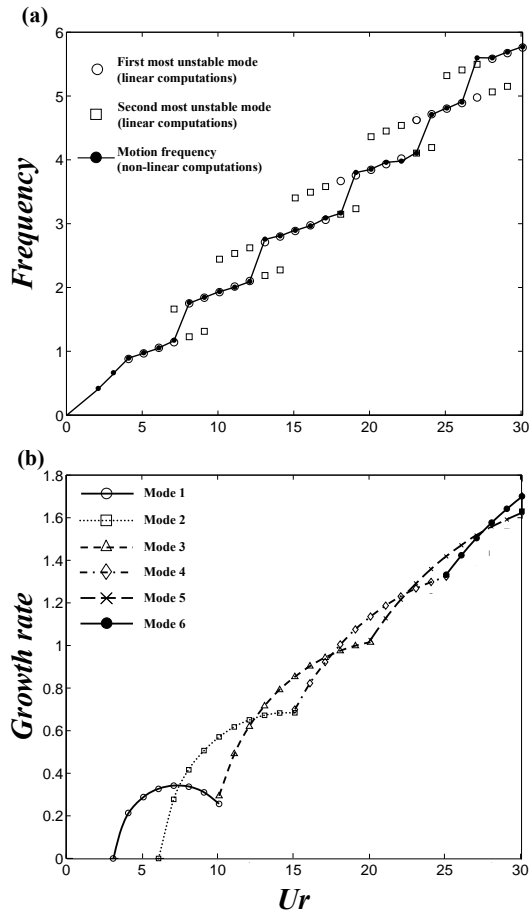 (a)
6
5
4
3
2
1
0
Frequency
First most unstable mode
(linear computations)
Second most unstable mode
(linear computations)
Motion frequency
(non-linear computations)
0 5 10 15 20 25 30
(b)
1.8
1.6
1.4
1.2
1
0.8
0.6
0.4
0.2
0
Growth rate
Mode 1
Mode 2
Mode 3
Mode 4
Mode 5
Mode 6
0 5 10 15 20 25 30
Ur